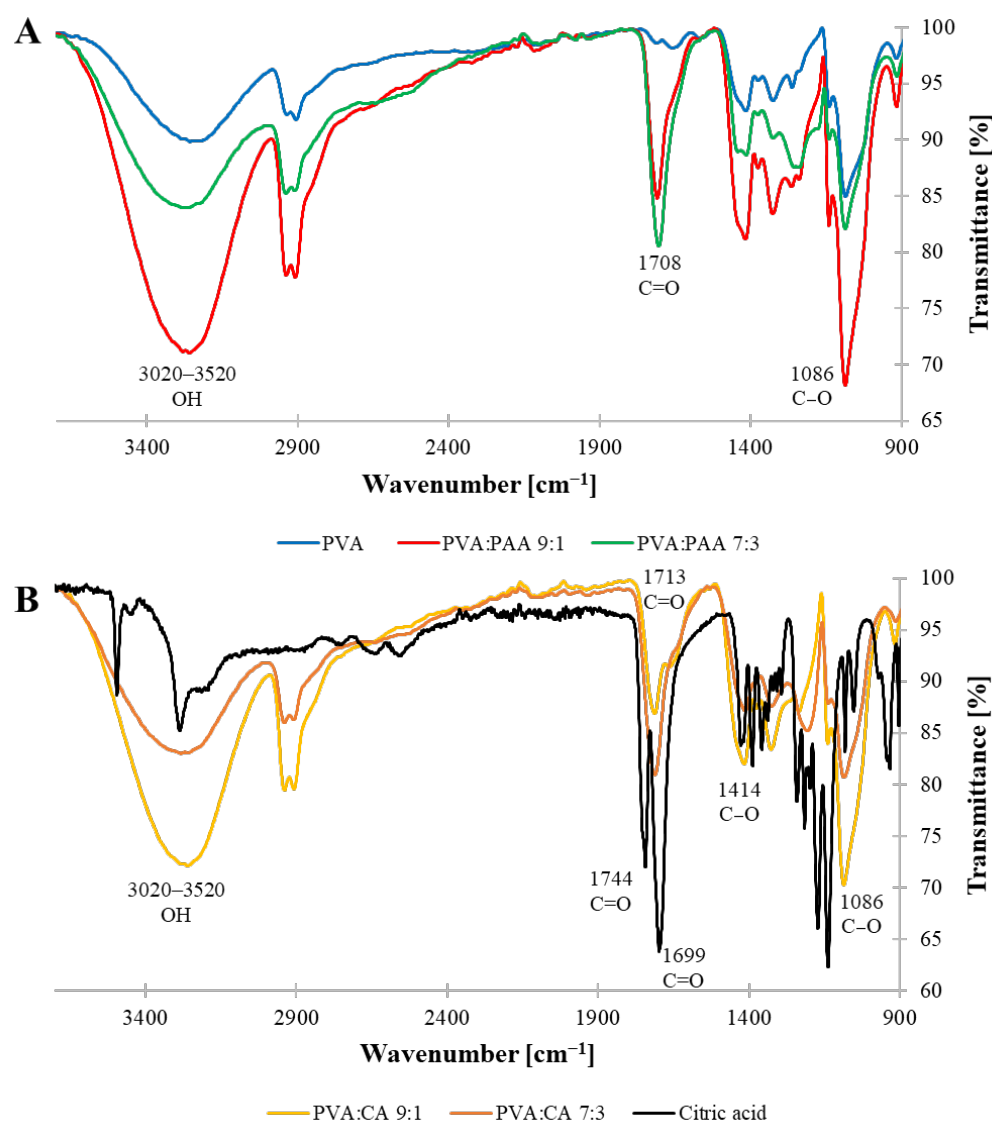 A
100
95
90
85
80
75
70
65
Transmittance [%]
1708
C=O
3020–3520
OH
1086
C–O
3400 2900 2400 1900 1400 900
Wavenumber [cm⁻¹]
PVA PVA:PAA 9:1 PVA:PAA 7:3
B
100
95
90
85
80
75
70
65
60
Transmittance [%]
1713
C=O
1414
C–O
3020–3520
OH
1744
C=O
1086
C–O
1699
C=O
3400 2900 2400 1900 1400 900
Wavenumber [cm⁻¹]
PVA:CA 9:1 PVA:CA 7:3 Citric acid